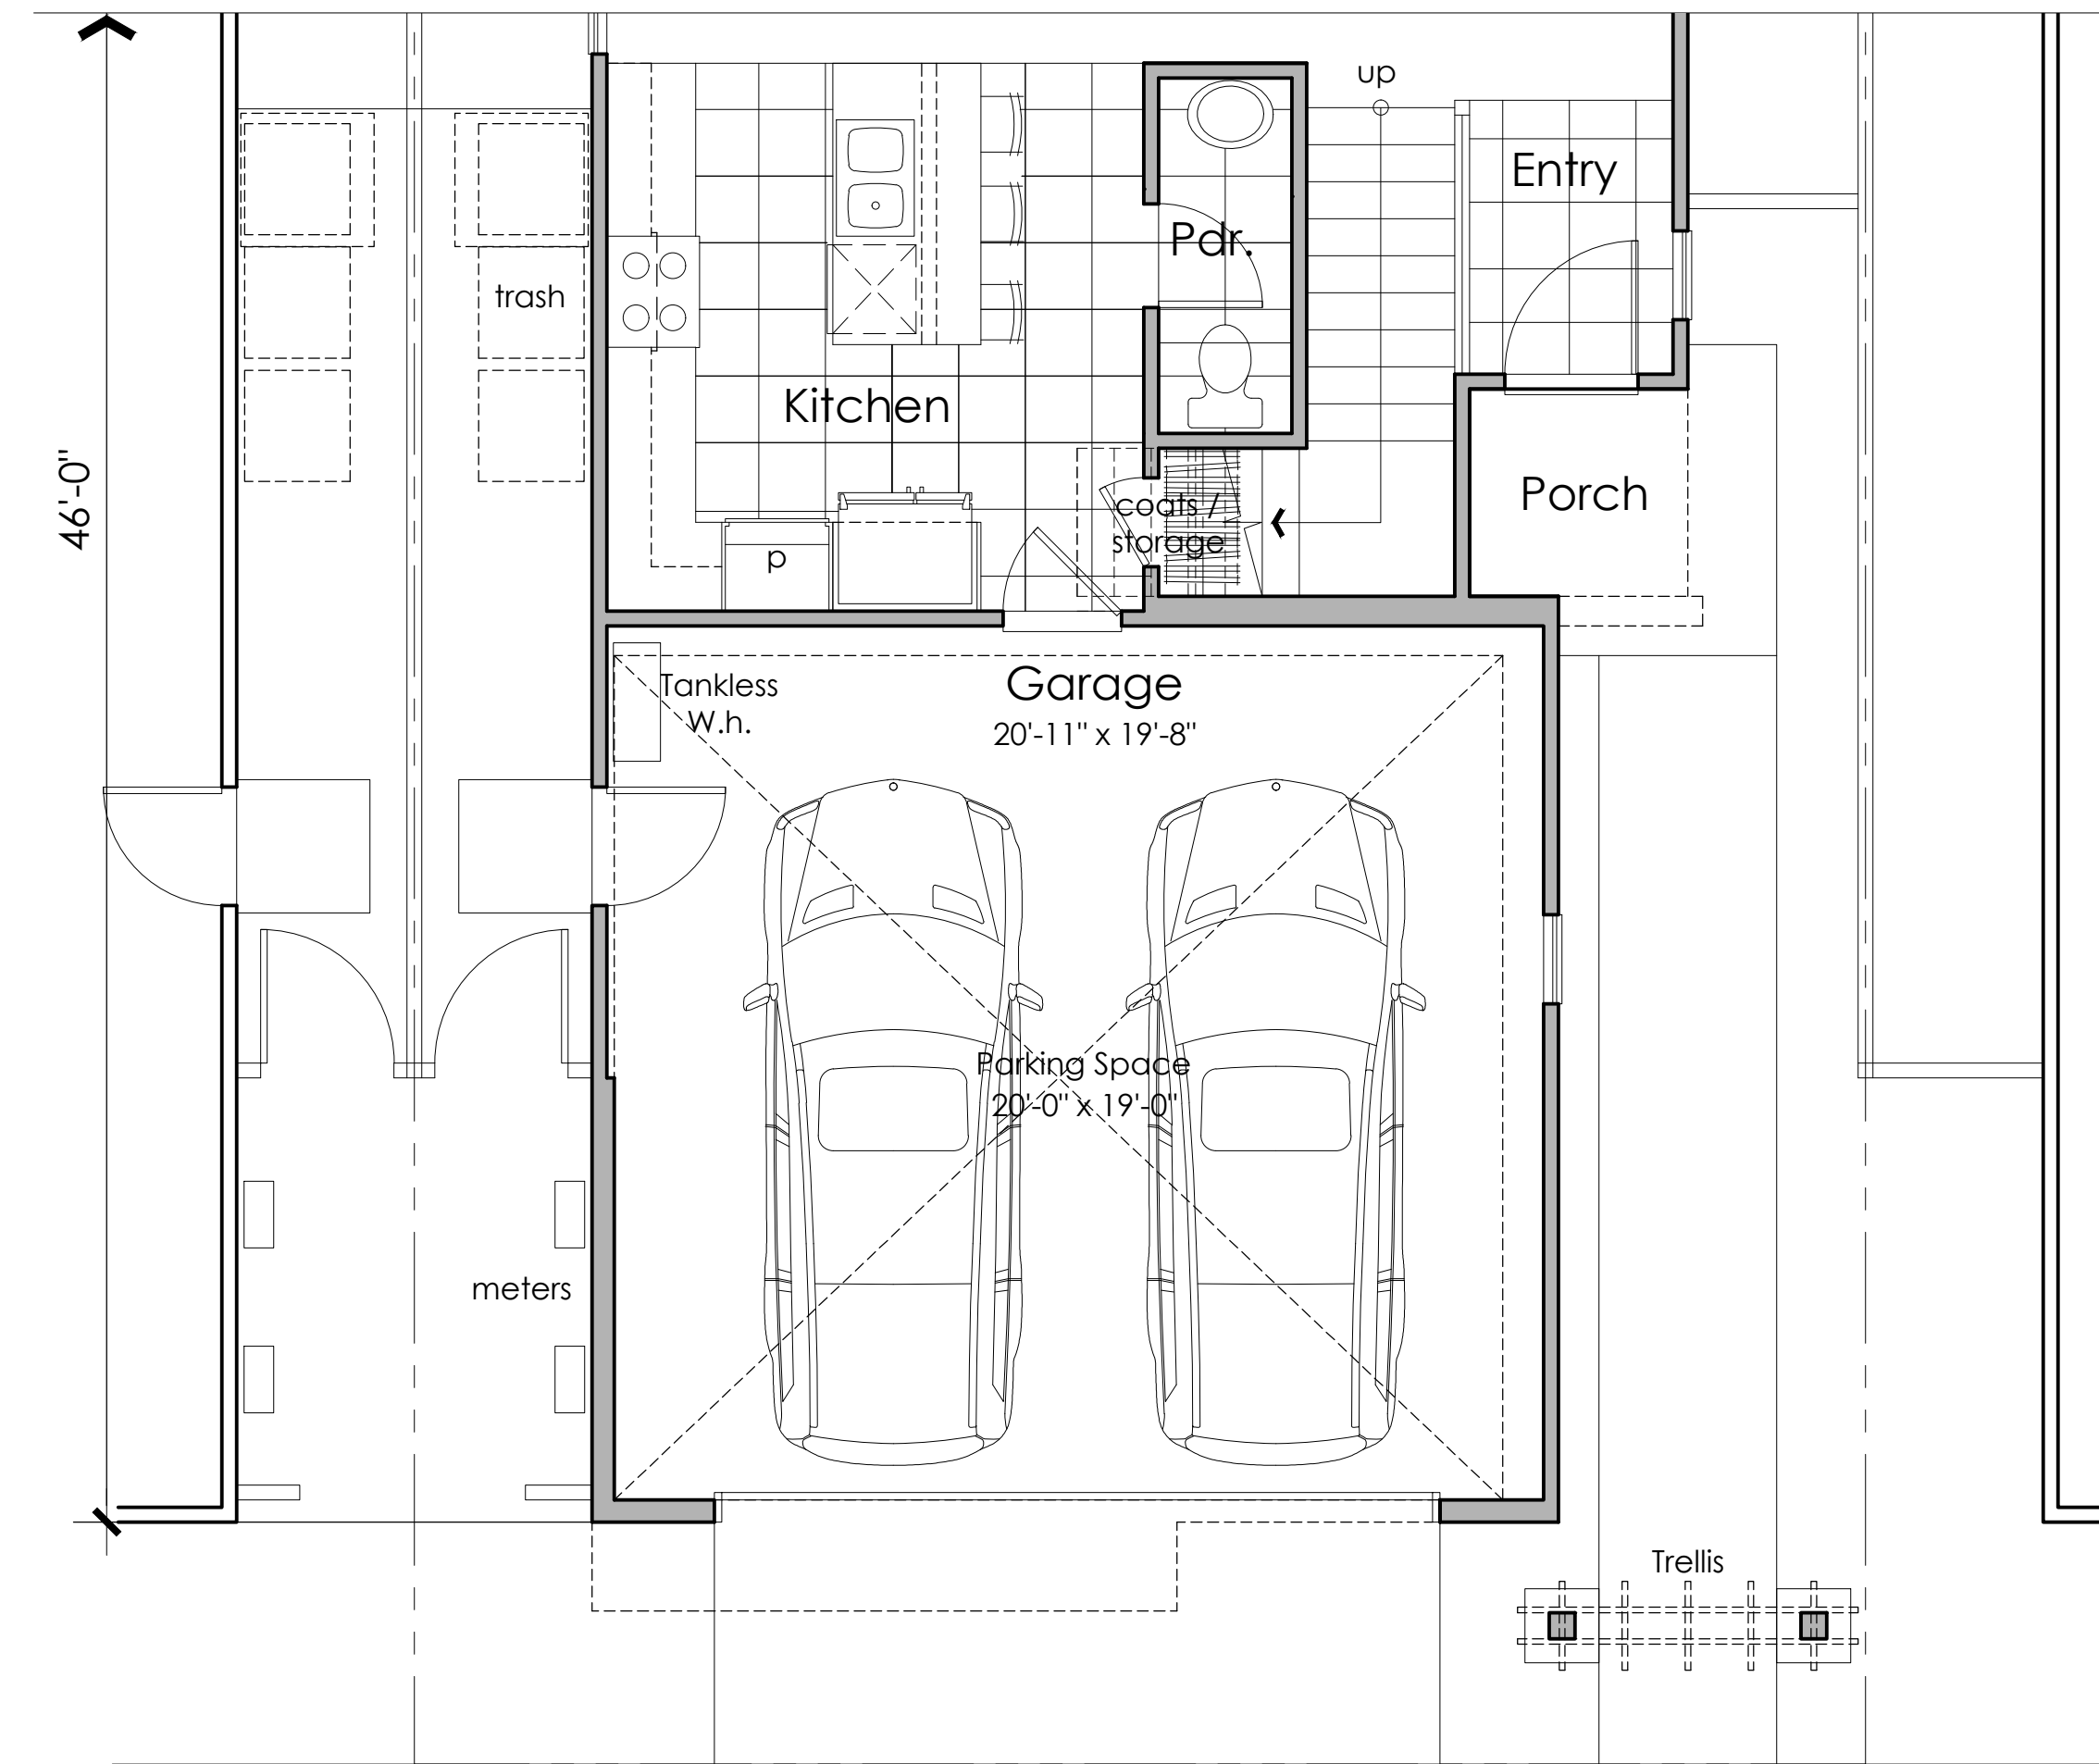 up
Entry
Pdr.
trash
Kitchen
46'-0"
Porch
coats /
storage
p
Tankless
W.h.
Garage
20'-11" x 19'-8"
Parking Space
20'-0" x 19'-0"
meters
Trellis